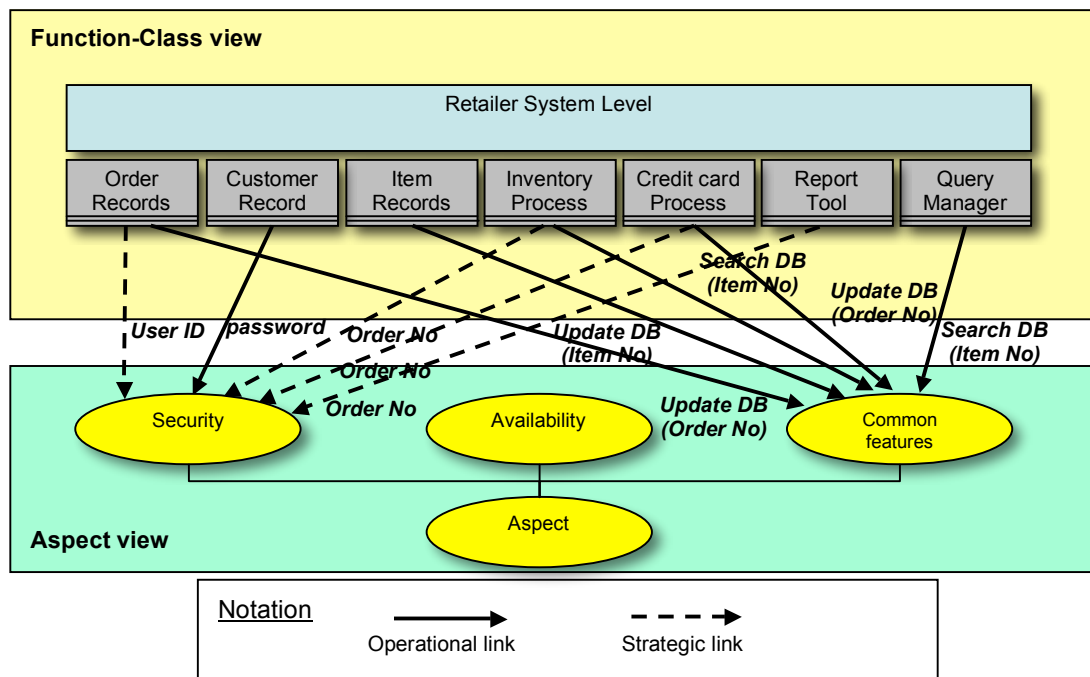 Function-Class view
Retailer System Level
Order
Records
Customer
Record
Item
Records
Inventory
Process
Credit card
Process
Report
Tool
Query
Manager
Search DB
(Item No)
Update DB
(Order No)
User ID
password
Order No
Update DB
(Item No)
Search DB
(Item No)
Order No
Order No
Update DB
(Order No)
Security
Availability
Common
features
Aspect
Aspect view
Notation
Operational link
Strategic link